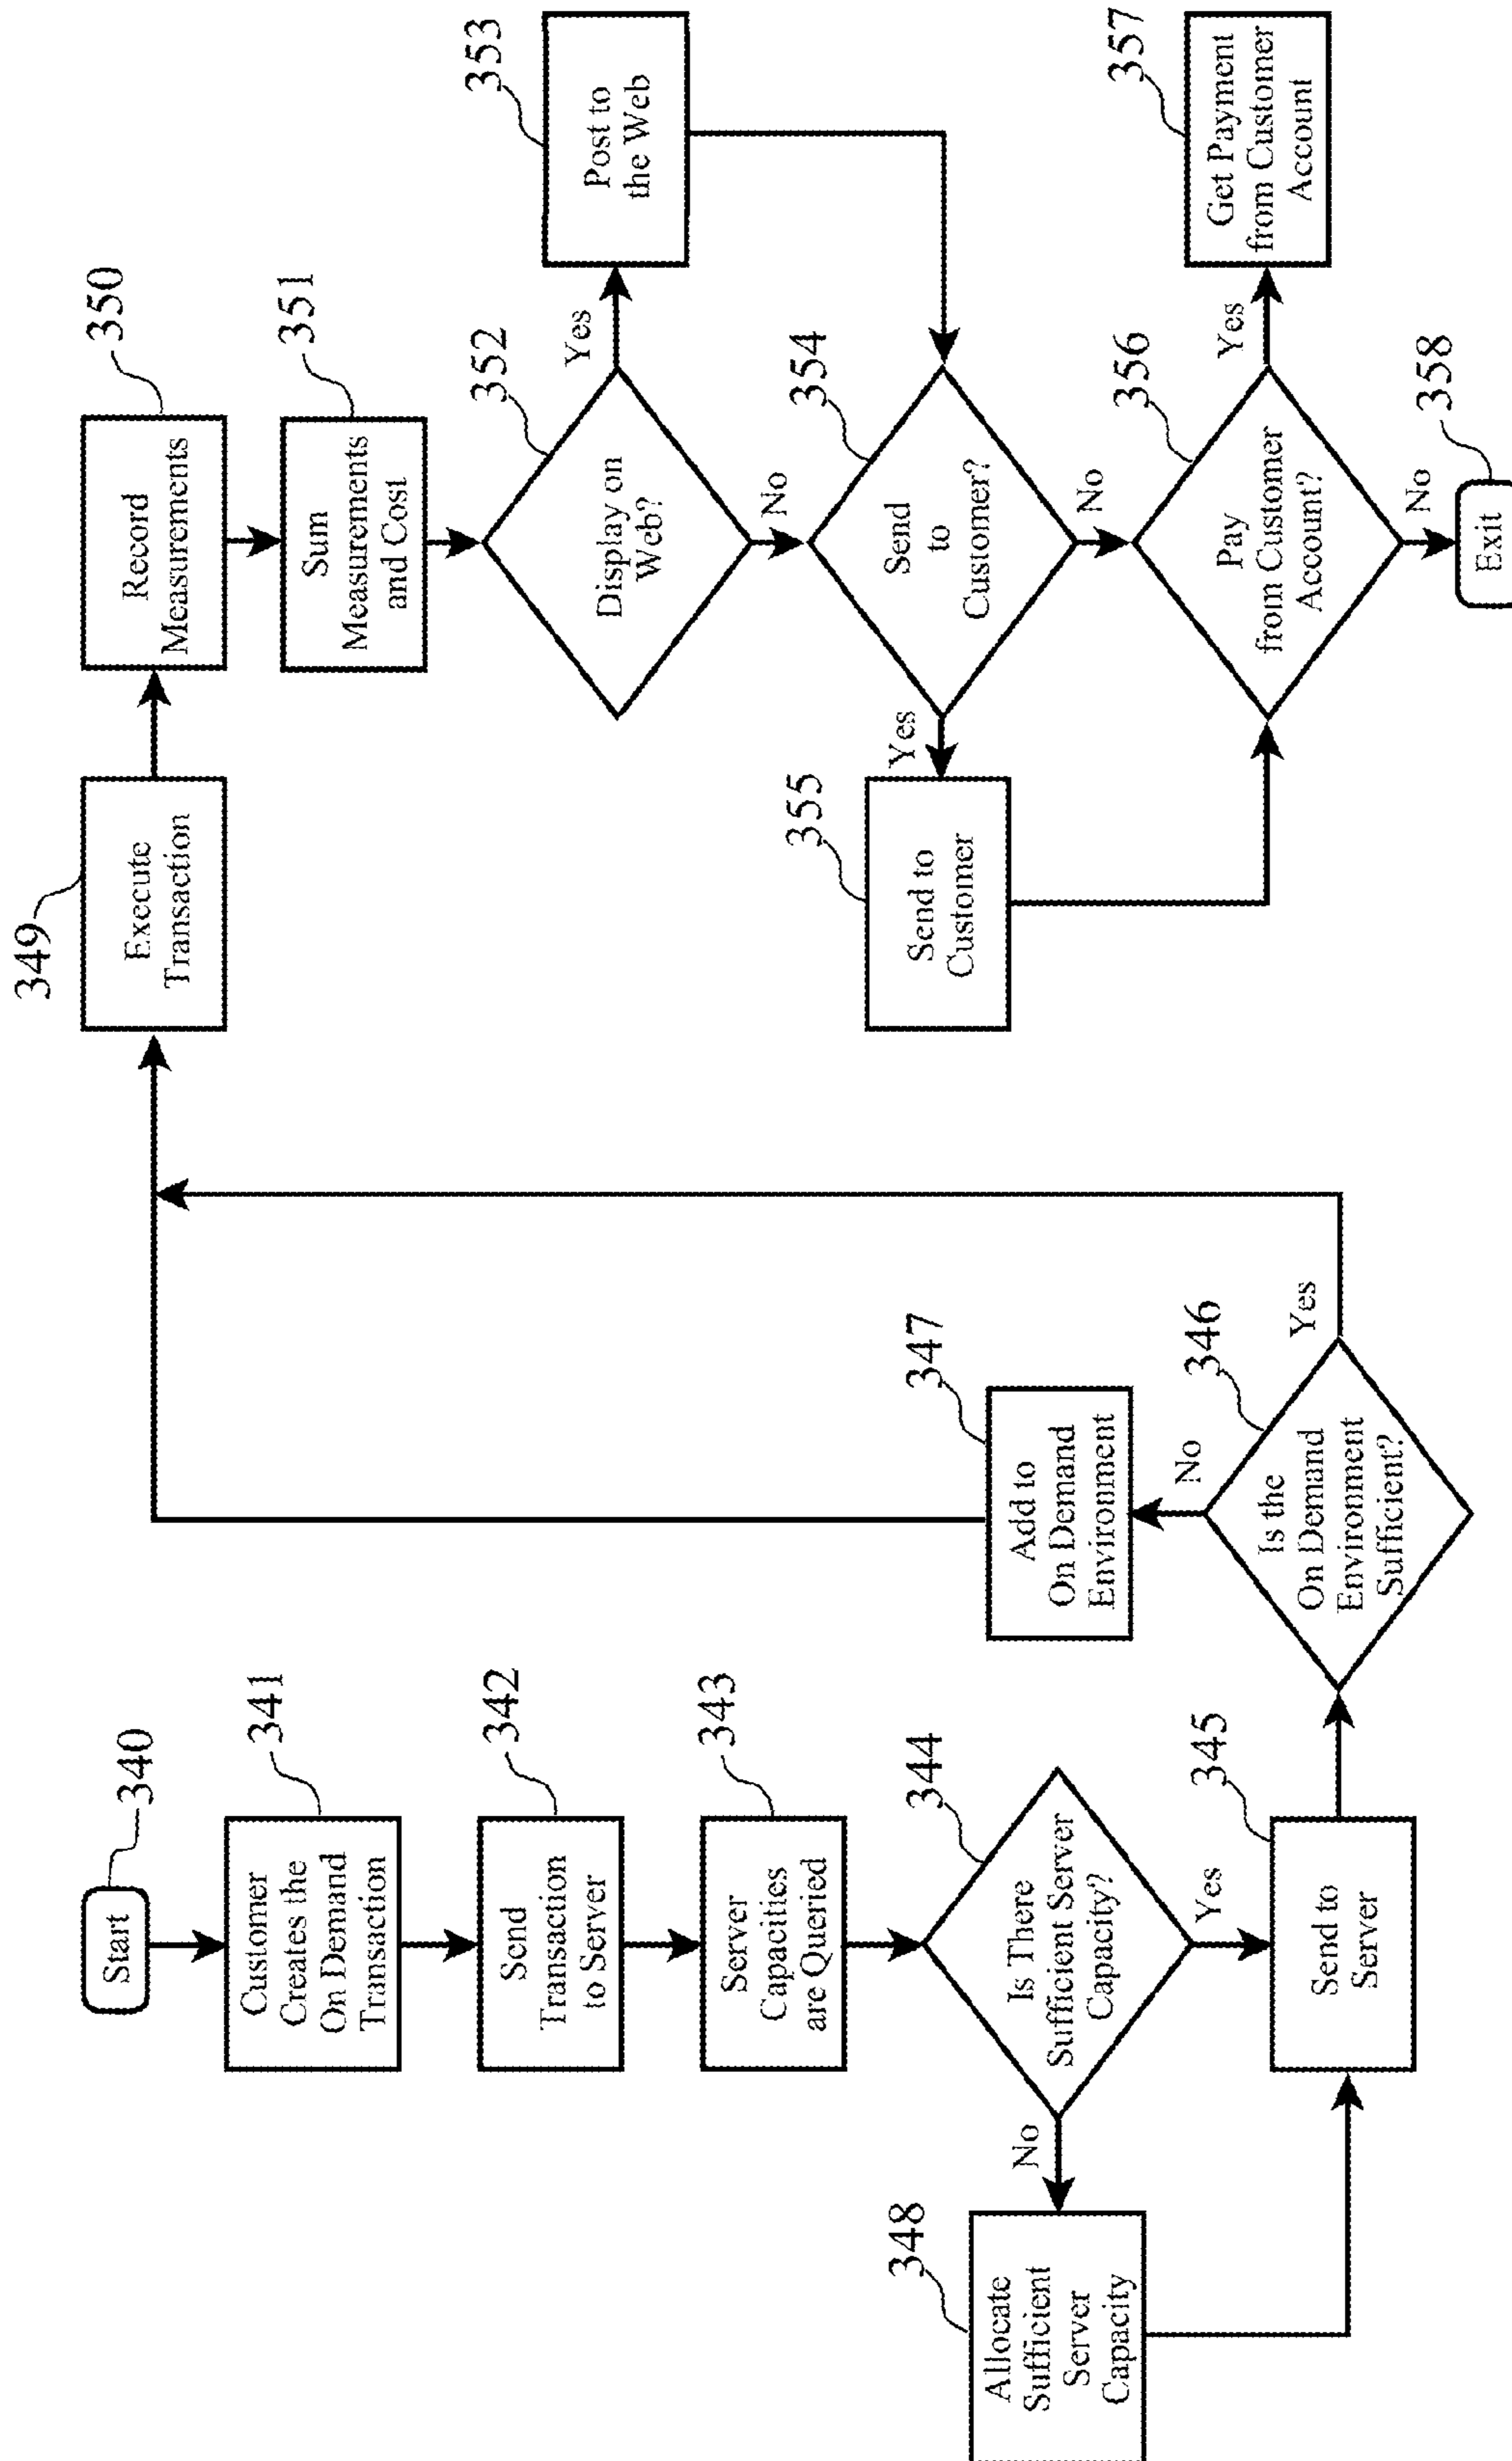 340
Start
341
Customer
Creates the
On Demand
Transaction
342
Send
Transaction
to Server
343
Server
Capacities
are Queried
344
Is There
Sufficient Server
Capacity?
No
Yes
348
Allocate
Sufficient
Server
Capacity
345
Send to
Server
346
Is the
On Demand
Environment
Sufficient?
No
Yes
347
Add to
On Demand
Environment
349
Execute
Transaction
350
Record
Measurements
351
Sum
Measurements
and Cost
352
Display on
Web?
Yes
No
353
Post to
the Web
354
Send
to
Customer?
Yes
No
355
Send to
Customer
356
Pay
from Customer
Account?
Yes
No
357
Get Payment
from Customer
Account
358
Exit